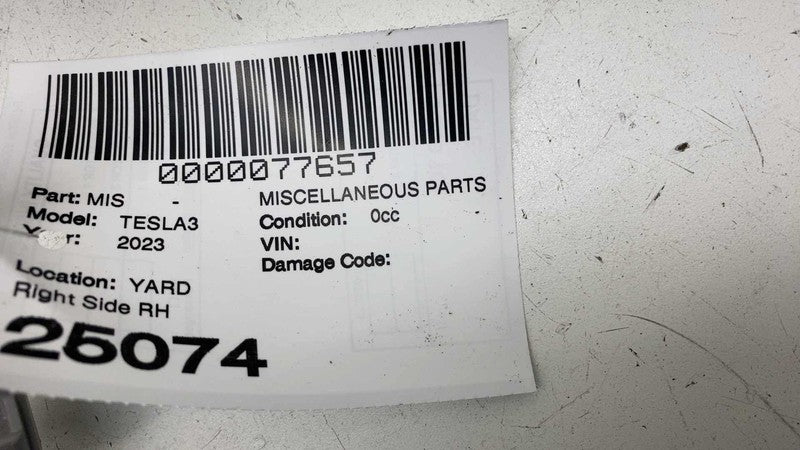 0000077657
Part: MIS - MISCELLANEOUS PARTS
Model: TESLA3 Condition: 0cc
Year: 2023 VIN:
Damage Code:
Location: YARD
Right Side RH
25074